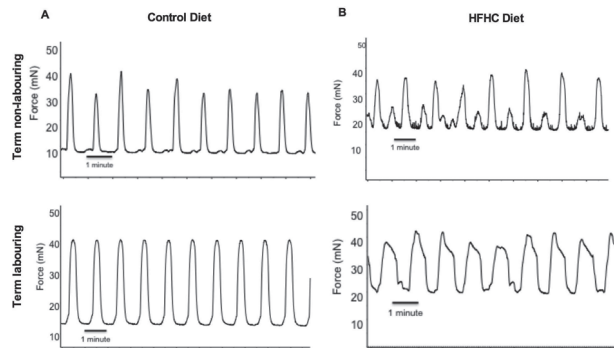 A
Control Diet
B
HFHC Diet
Term non-labouring
Force (mN)
50
40
30
20
10
1 minute
Force (mN)
50
40
30
20
10
1 minute
Term labouring
Force (mN)
50
40
30
20
10
1 minute
Force (mN)
50
40
30
20
10
1 minute